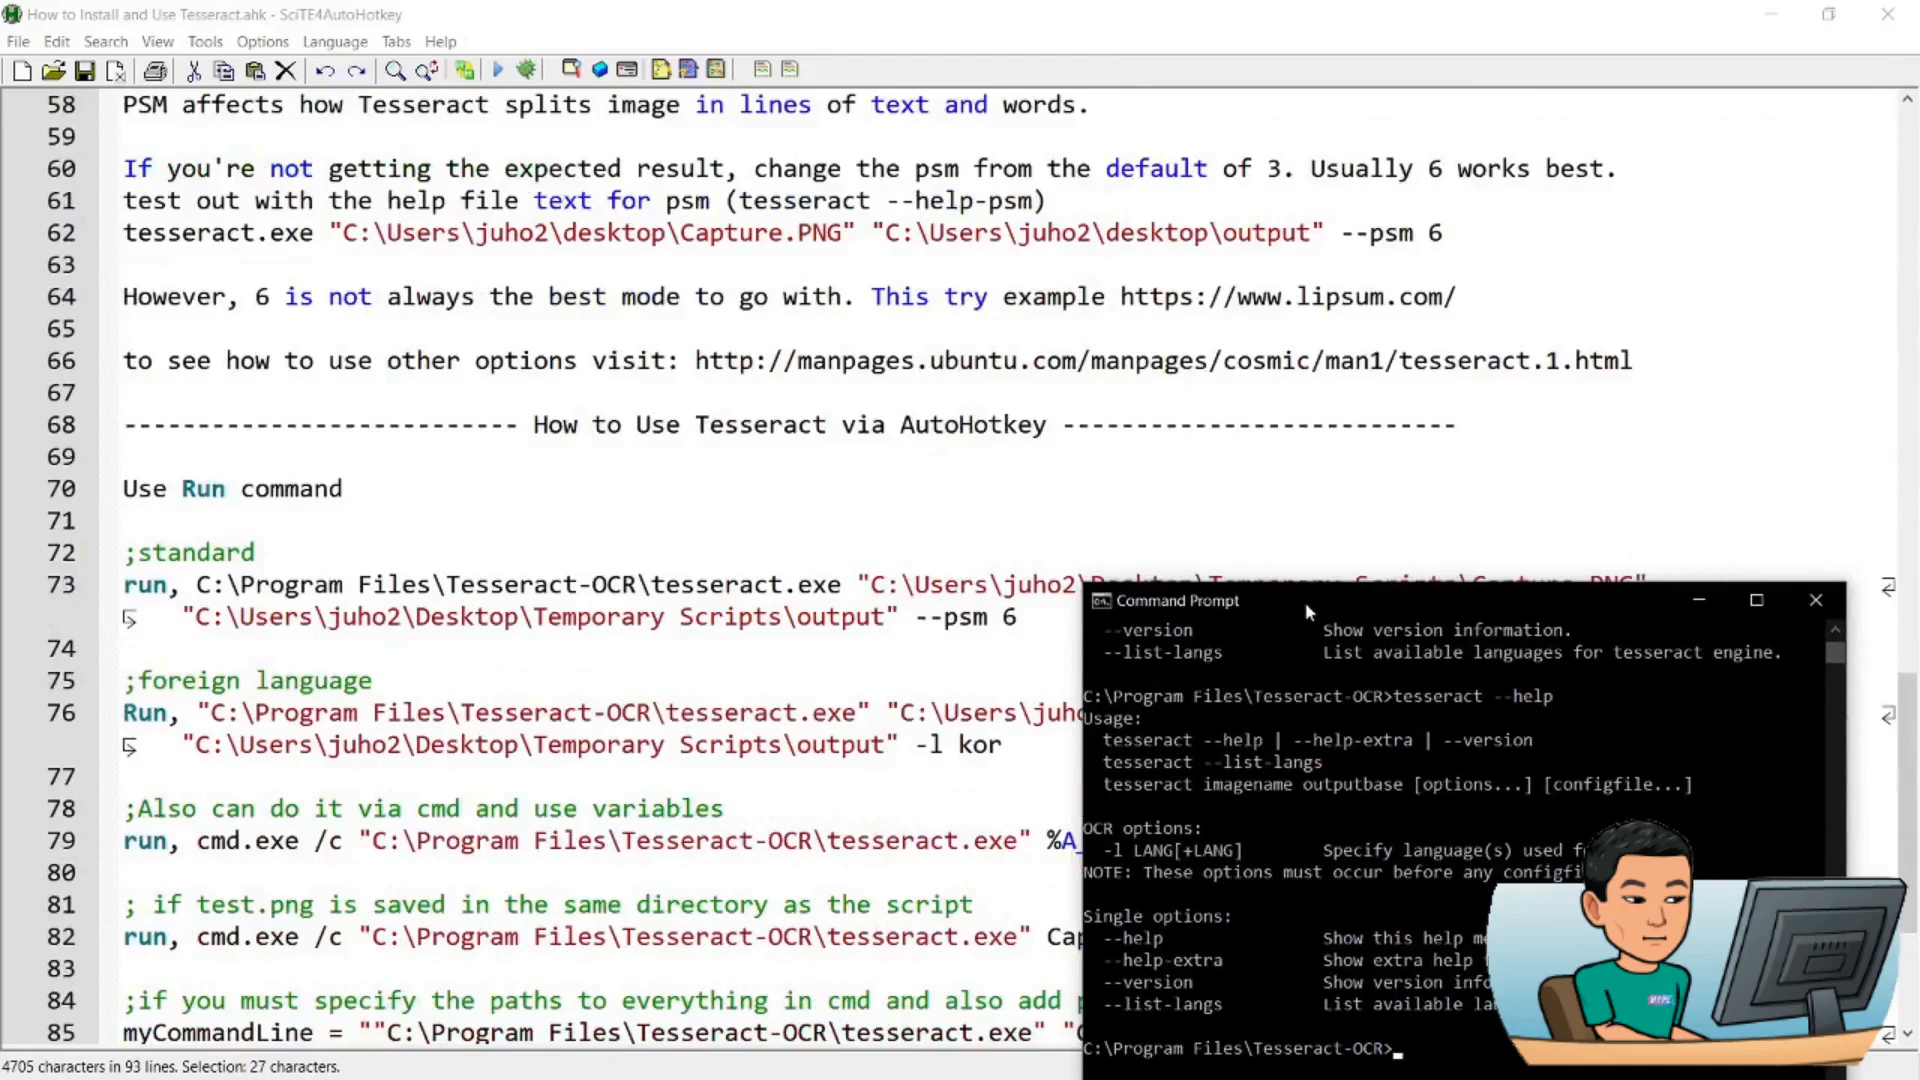 How to Install and Use Tesseract.ahk - SciTE4AutoHotkey
File Edit Search View Tools Options Language Tabs Help
58 PSM affects how Tesseract splits image in lines of text and words.
59
60 If you're not getting the expected result, change the psm from the default of 3. Usually 6 works best.
61 test out with the help file text for psm (tesseract --help-psm)
62 tesseract.exe "C:\Users\juho2\desktop\Capture.PNG" "C:\Users\juho2\desktop\output" --psm 6
63
64 However, 6 is not always the best mode to go with. This try example https://www.lipsum.com/
65
66 to see how to use other options visit: http://manpages.ubuntu.com/manpages/cosmic/man1/tesseract.1.html
67
68 --------------------------- How to Use Tesseract via AutoHotkey ---------------------------
69
70 Use Run command
71
72 ;standard
73 run, C:\Program Files\Tesseract-OCR\tesseract.exe "C:\Users\juho2\Desktop\Temporary Scripts\Capture.PNG"
"C:\Users\juho2\Desktop\Temporary Scripts\output" --psm 6
74
75 ;foreign language
76 Run, "C:\Program Files\Tesseract-OCR\tesseract.exe" "C:\Users\juh
"C:\Users\juho2\Desktop\Temporary Scripts\output" -l kor
77
78 ;Also can do it via cmd and use variables
79 run, cmd.exe /c "C:\Program Files\Tesseract-OCR\tesseract.exe" %A_
80
81 ; if test.png is saved in the same directory as the script
82 run, cmd.exe /c "C:\Program Files\Tesseract-OCR\tesseract.exe" Cap
83
84 ;if you must specify the paths to everything in cmd and also add
85 myCommandLine = ""C:\Program Files\Tesseract-OCR\tesseract.exe" "C
4705 characters in 93 lines. Selection: 27 characters.
Command Prompt
--version Show version information.
--list-langs List available languages for tesseract engine.
C:\Program Files\Tesseract-OCR>tesseract --help
Usage:
tesseract --help | --help-extra | --version
tesseract --list-langs
tesseract imagename outputbase [options...] [configfile...]
OCR options:
-l LANG[+LANG] Specify language(s) used f
NOTE: These options must occur before any configfi
Single options:
--help Show this help me
--help-extra Show extra help f
--version Show version info
--list-langs List available la
C:\Program Files\Tesseract-OCR>